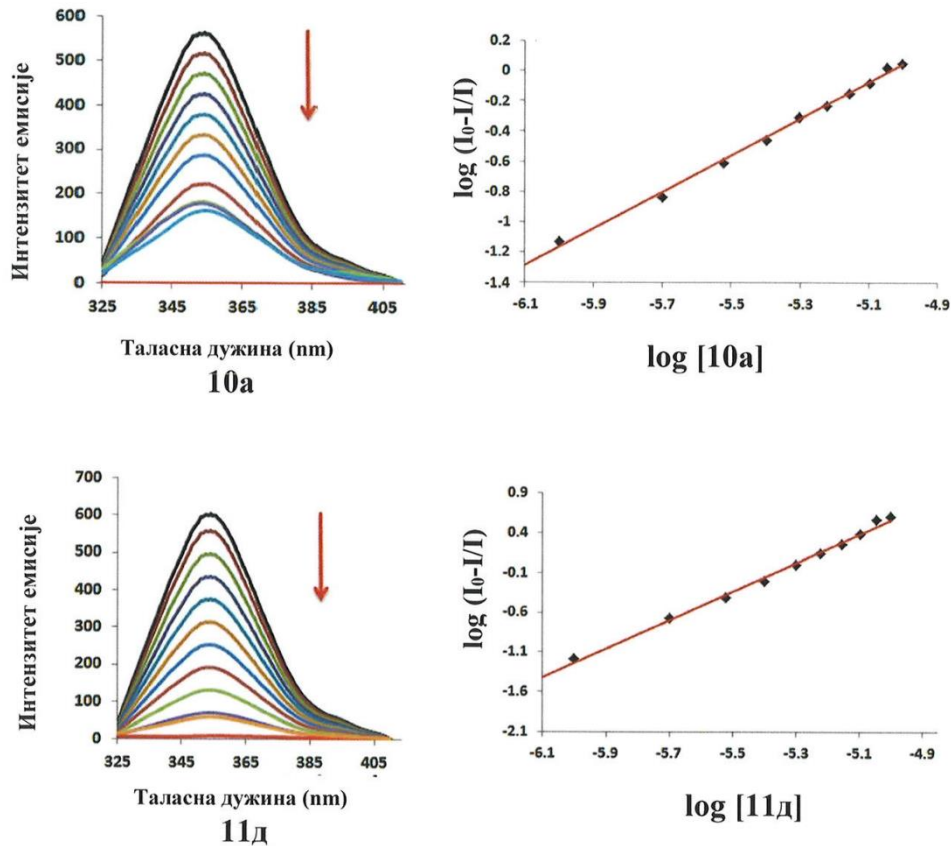 Интензитет емисије
600
500
400
300
200
100
0
325 345 365 385 405
Таласна дужина (nm)
10а
log (I₀-I/I)
0.2
0
-0.2
-0.4
-0.6
-0.8
-1
-1.2
-1.4
-6.1 -5.9 -5.7 -5.5 -5.3 -5.1 -4.9
log [10а]
Интензитет емисије
700
600
500
400
300
200
100
0
325 345 365 385 405
Таласна дужина (nm)
11д
log (I₀-I/I)
0.9
0.4
-0.1
-0.6
-1.1
-1.6
-2.1
-6.1 -5.9 -5.7 -5.5 -5.3 -5.1 -4.9
log [11д]